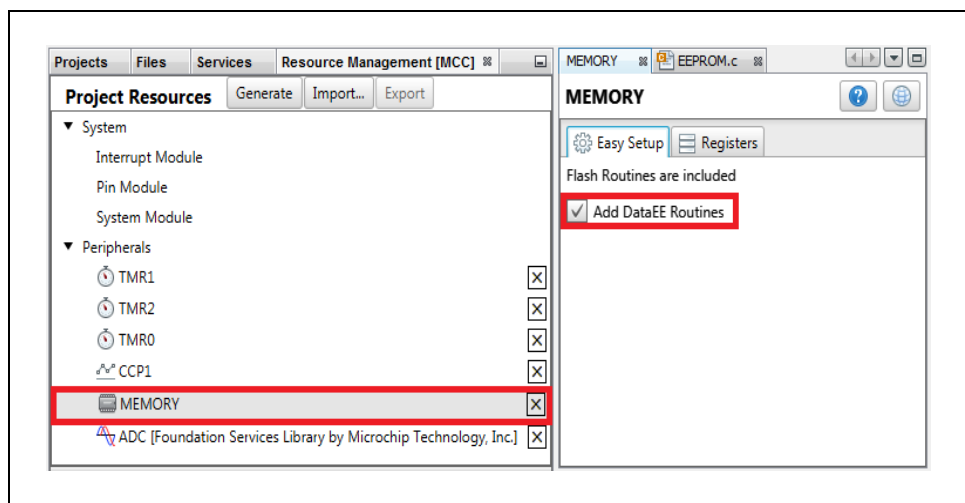 Projects Files Services Resource Management [MCC]
Project Resources Generate Import... Export
System
Interrupt Module
Pin Module
System Module
Peripherals
TMR1
TMR2
TMR0
CCP1
MEMORY
ADC [Foundation Services Library by Microchip Technology, Inc.]
MEMORY EEPROM.c
MEMORY
Easy Setup Registers
Flash Routines are included
Add DataEE Routines